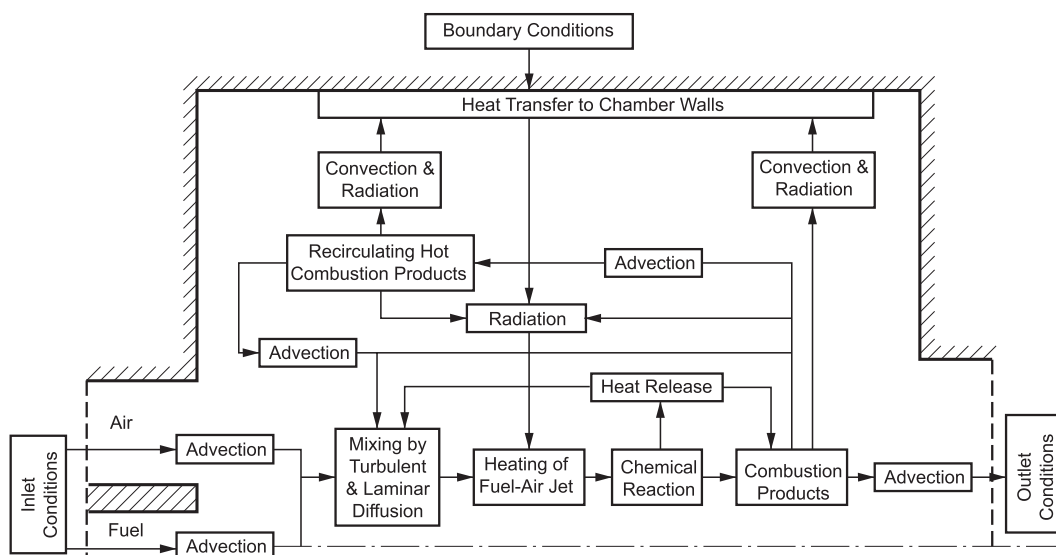 Boundary Conditions
Heat Transfer to Chamber Walls
Convection &
Radiation
Convection &
Radiation
Recirculating Hot
Combustion Products
Advection
Radiation
Advection
Heat Release
Air
Advection
Mixing by
Turbulent
& Laminar
Diffusion
Heating of
Fuel-Air Jet
Chemical
Reaction
Combustion
Products
Advection
Inlet
Conditions
Outlet
Conditions
Fuel
Advection